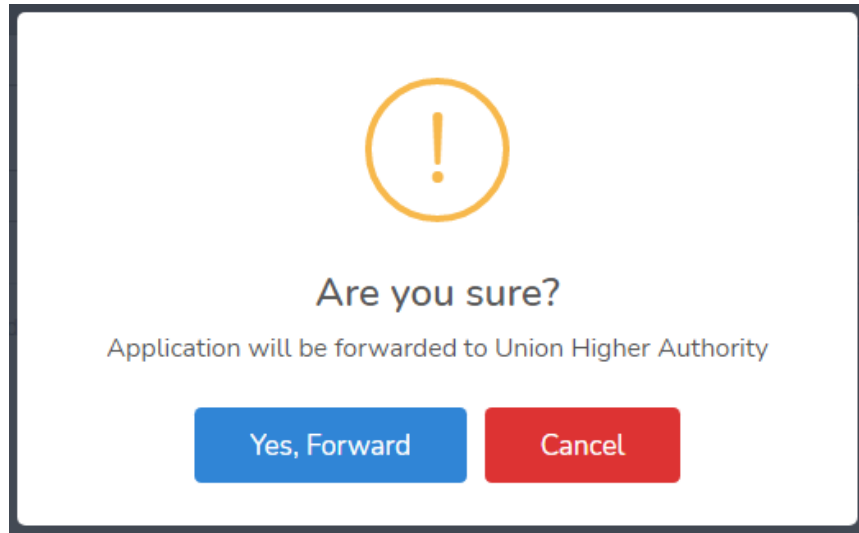 Are you sure?
Application will be forwarded to Union Higher Authority
Yes, Forward
Cancel